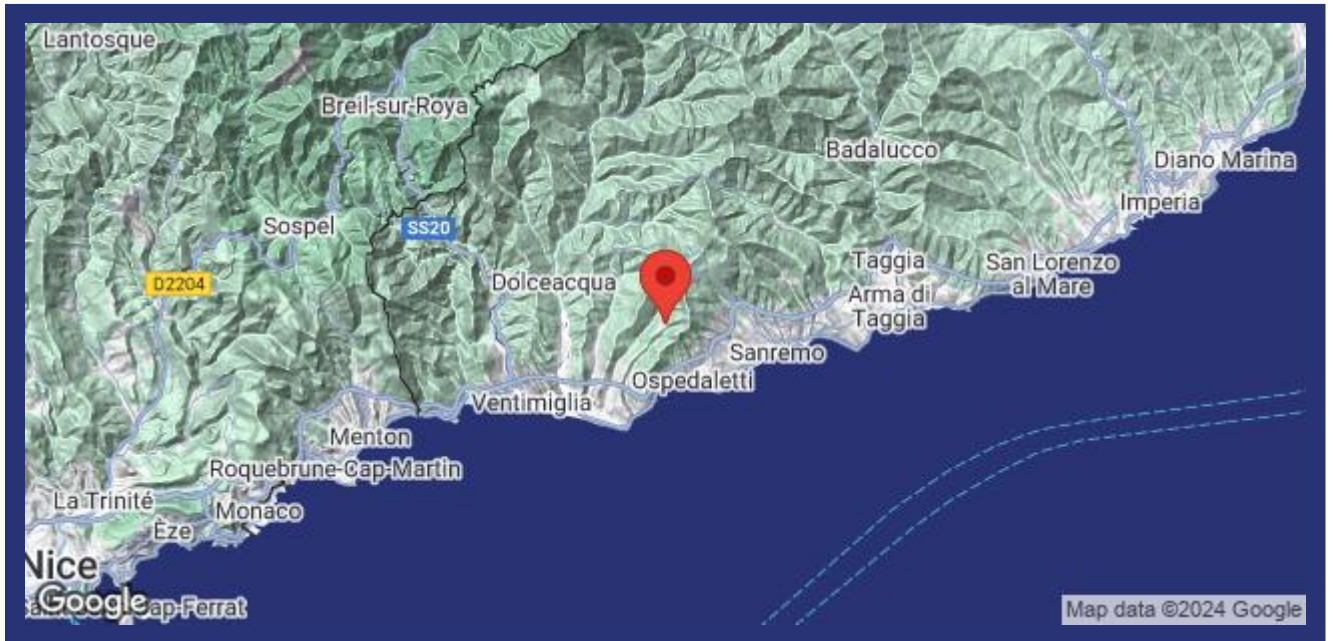 Lantosque
Breil-sur-Roya
Badalucco
Diano Marina
Imperia
Sospel
SS20
D2204
Dolceacqua
Taggia
San Lorenzo
al Mare
Arma di
Taggia
Sanremo
Ospedaletti
Ventimiglia
Menton
Roquebrune-Cap-Martin
La Trinité
Monaco
Èze
Nice
Google
ap-Ferrat
Map data ©2024 Google